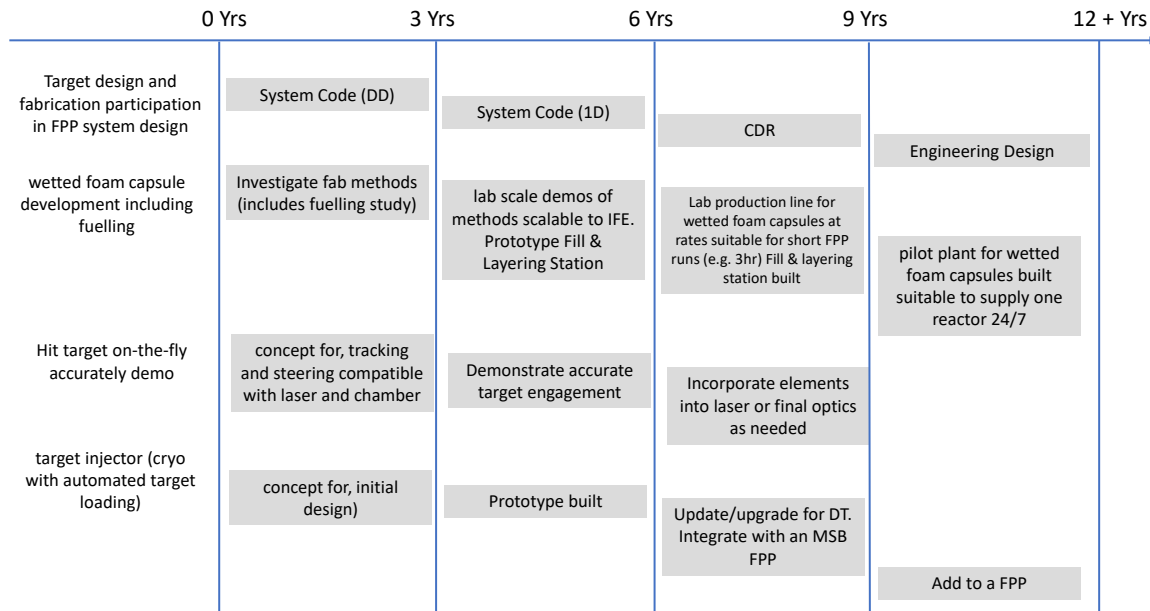 0 Yrs
3 Yrs
6 Yrs
9 Yrs
12 + Yrs
Target design and
fabrication participation
in FPP system design
System Code (DD)
System Code (1D)
CDR
Engineering Design
wetted foam capsule
development including
fuelling
Investigate fab methods
(includes fuelling study)
lab scale demos of
methods scalable to IFE.
Prototype Fill &
Layering Station
Lab production line for
wetted foam capsules at
rates suitable for short FPP
runs (e.g. 3hr) Fill & layering
station built
pilot plant for wetted
foam capsules built
suitable to supply one
reactor 24/7
Hit target on-the-fly
accurately demo
concept for, tracking
and steering compatible
with laser and chamber
Demonstrate accurate
target engagement
Incorporate elements
into laser or final optics
as needed
target injector (cryo
with automated target
loading)
concept for, initial
design)
Prototype built
Update/upgrade for DT.
Integrate with an MSB
FPP
Add to a FPP